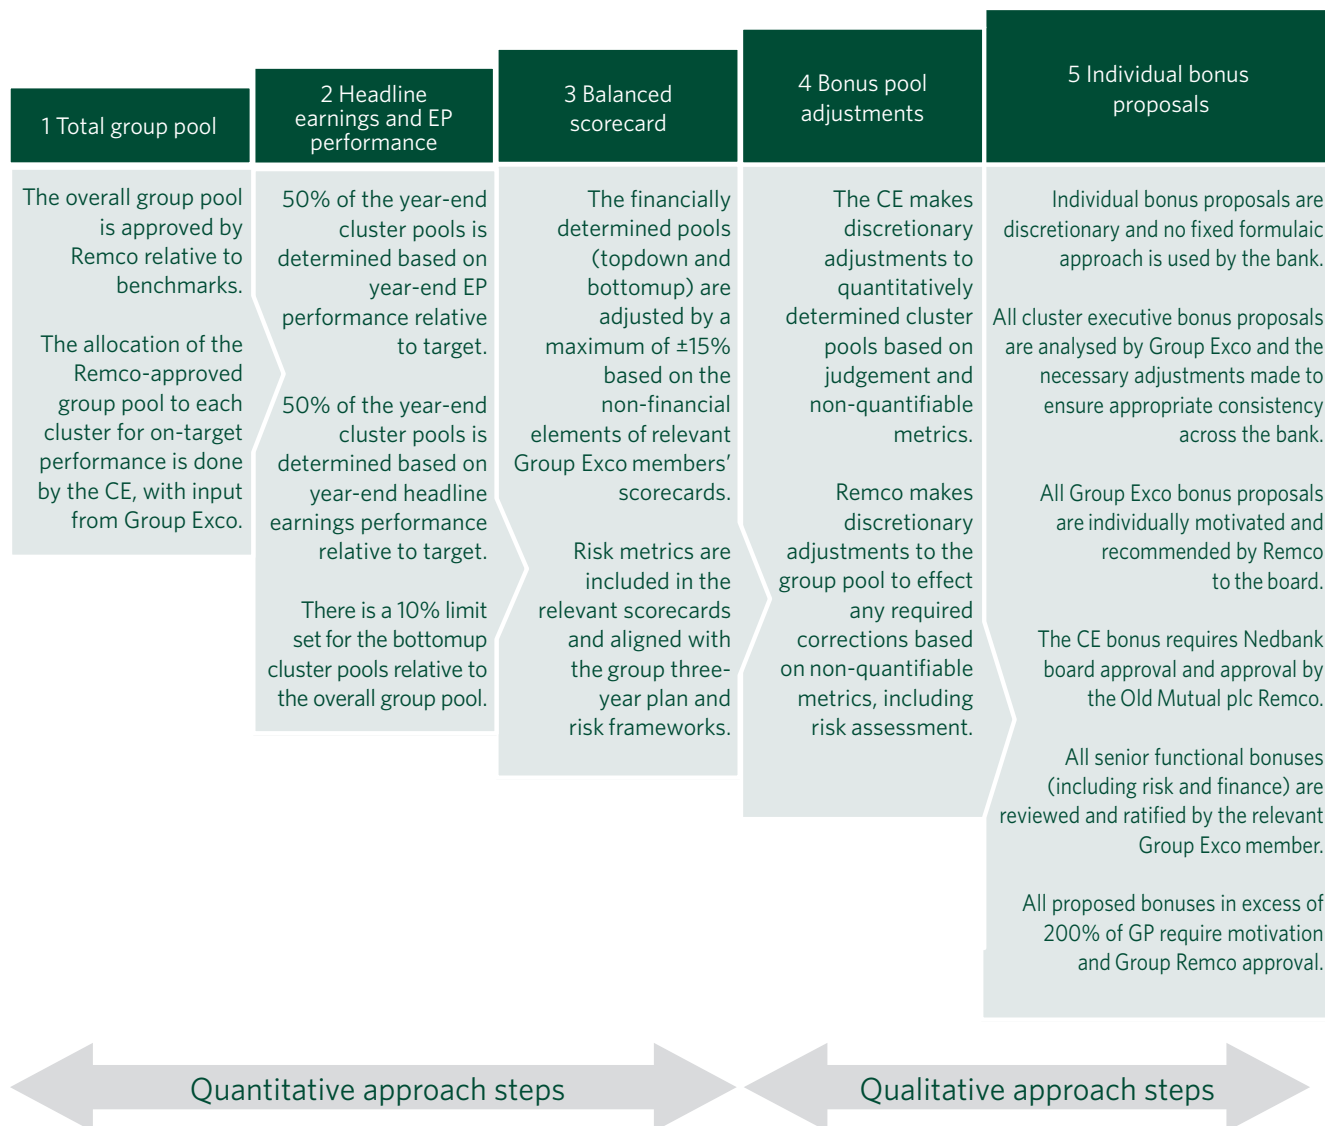 1 Total group pool
The overall group pool
is approved by
Remco relative to
benchmarks.
The allocation of the
Remco-approved
group pool to each
cluster for on-target
performance is done
by the CE, with input
from Group Exco.
2 Headline
earnings and EP
performance
50% of the year-end
cluster pools is
determined based on
year-end EP
performance relative
to target.
50% of the year-end
cluster pools is
determined based on
year-end headline
earnings performance
relative to target.
There is a 10% limit
set for the bottomup
cluster pools relative to
the overall group pool.
3 Balanced
scorecard
The financially
determined pools
(topdown and
bottomup) are
adjusted by a
maximum of ±15%
based on the
non-financial
elements of relevant
Group Exco members’
scorecards.
Risk metrics are
included in the
relevant scorecards
and aligned with
the group three-
year plan and
risk frameworks.
4 Bonus pool
adjustments
The CE makes
discretionary
adjustments to
quantitatively
determined cluster
pools based on
judgement and
non-quantifiable
metrics.
Remco makes
discretionary
adjustments to the
group pool to effect
any required
corrections based
on non-quantifiable
metrics, including
risk assessment.
5 Individual bonus
proposals
Individual bonus proposals are
discretionary and no fixed formulaic
approach is used by the bank.
All cluster executive bonus proposals
are analysed by Group Exco and the
necessary adjustments made to
ensure appropriate consistency
across the bank.
All Group Exco bonus proposals
are individually motivated and
recommended by Remco
to the board.
The CE bonus requires Nedbank
board approval and approval by
the Old Mutual plc Remco.
All senior functional bonuses
(including risk and finance) are
reviewed and ratified by the relevant
Group Exco member.
All proposed bonuses in excess of
200% of GP require motivation
and Group Remco approval.
Quantitative approach steps
Qualitative approach steps